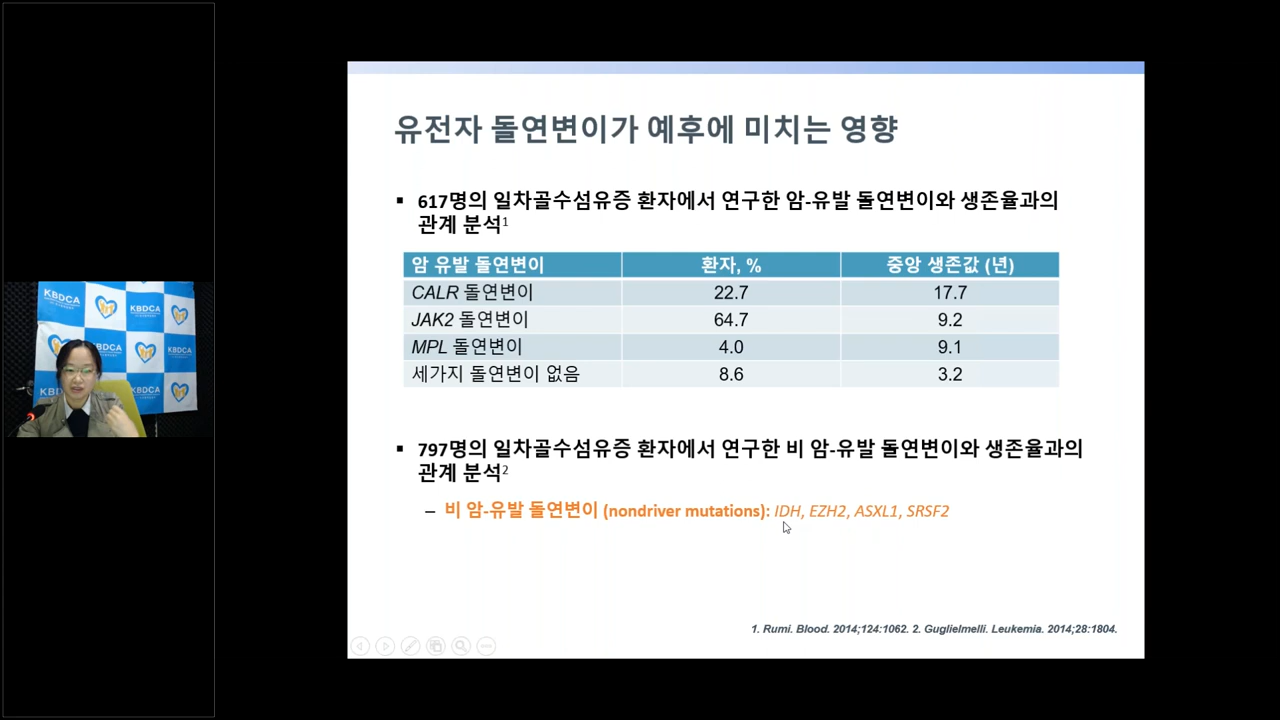 유전자 돌연변이가 예후에 미치는 영향
▪ 617명의 일차골수섬유증 환자에서 연구한 암-유발 돌연변이와 생존율과의
관계 분석1
암 유발 돌연변이 환자, % 중앙 생존값 (년)
CALR 돌연변이 22.7 17.7
JAK2 돌연변이 64.7 9.2
MPL 돌연변이 4.0 9.1
세가지 돌연변이 없음 8.6 3.2
▪ 797명의 일차골수섬유증 환자에서 연구한 비 암-유발 돌연변이와 생존율과의
관계 분석2
– 비 암-유발 돌연변이 (nondriver mutations): IDH, EZH2, ASXL1, SRSF2
1. Rumi. Blood. 2014;124:1062. 2. Guglielmelli. Leukemia. 2014;28:1804.
KBDCA
KBDCA
KBDCA
KBDCA